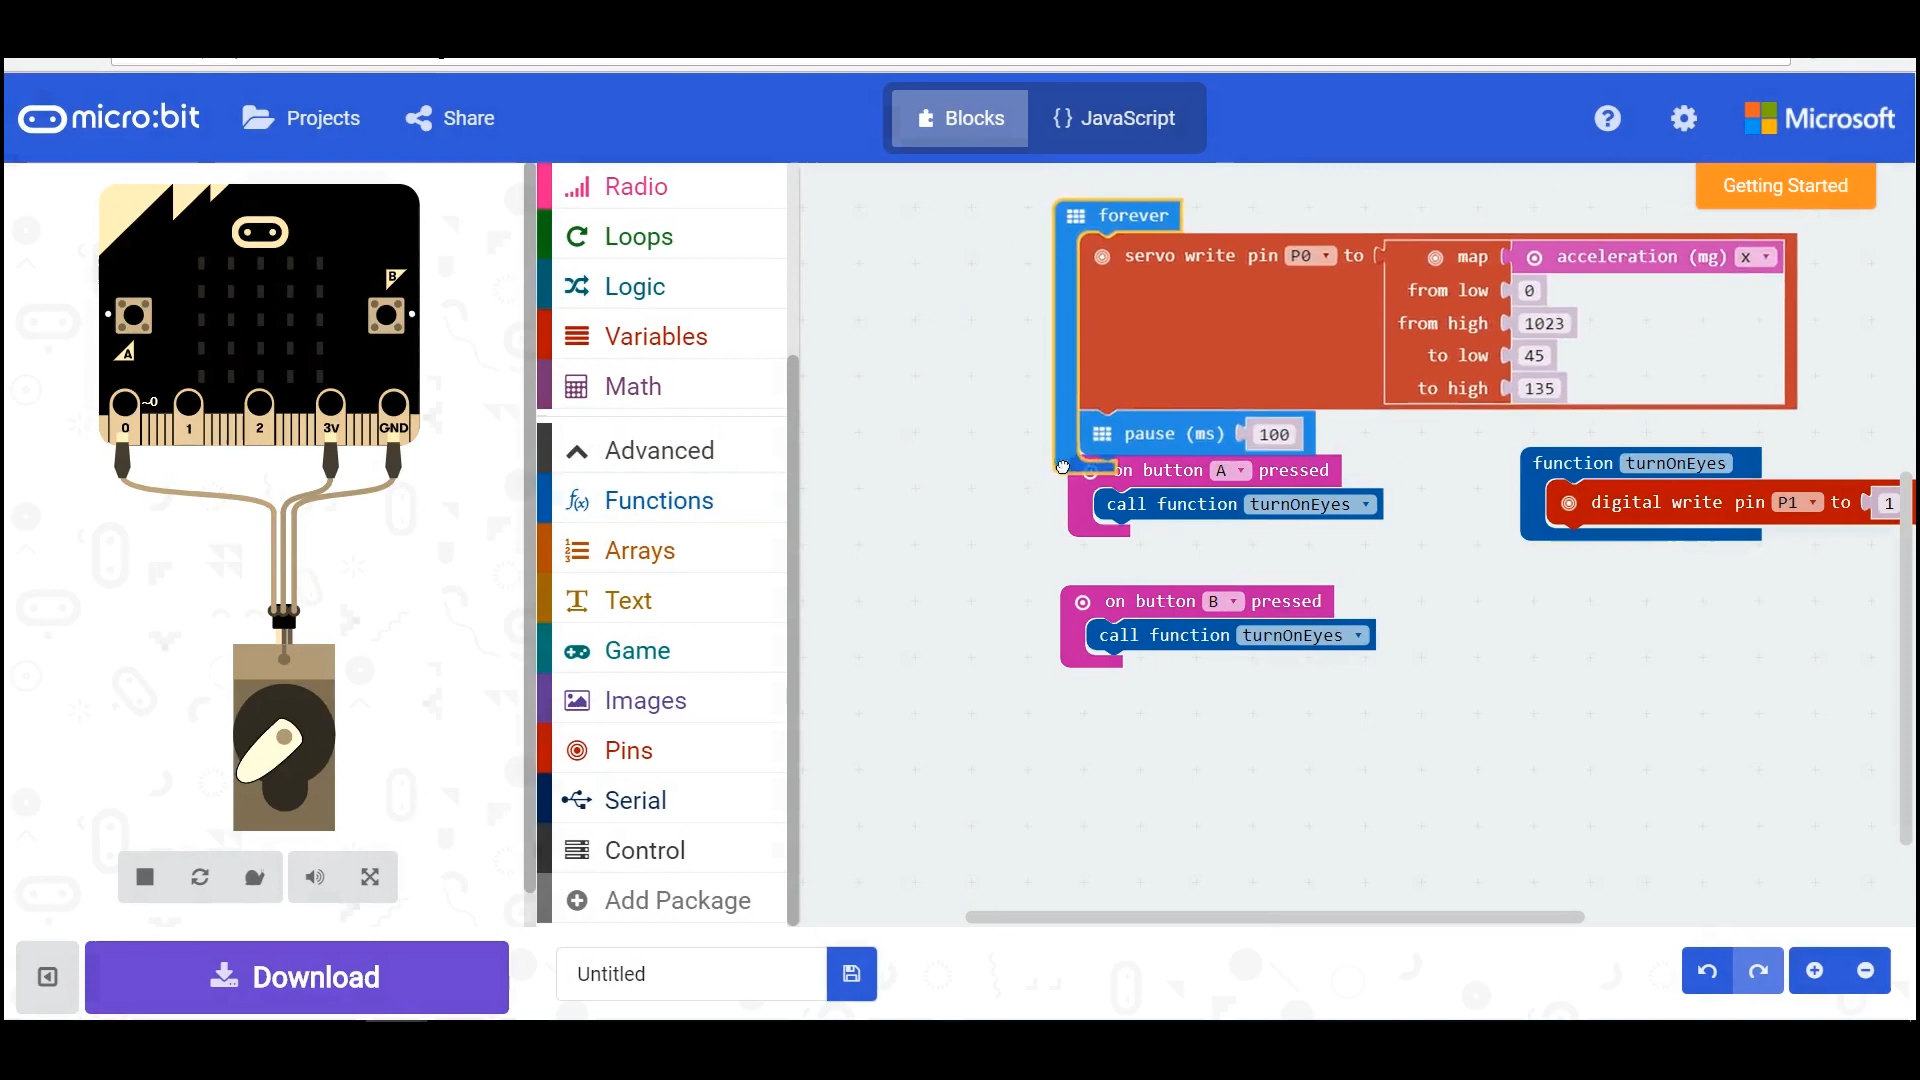 micro:bit
Projects
Share
Blocks
{} JavaScript
?
Microsoft
Getting Started
B
A
~0
0
1
2
3V
GND
Radio
Loops
Logic
Variables
Math
Advanced
Functions
Arrays
Text
Game
Images
Pins
Serial
Control
Add Package
forever
servo write pin P0 to
map
acceleration (mg) x
from low 0
from high 1023
to low 45
to high 135
pause (ms) 100
on button A pressed
call function turnOnEyes
on button B pressed
call function turnOnEyes
function turnOnEyes
digital write pin P1 to 1
Download
Untitled